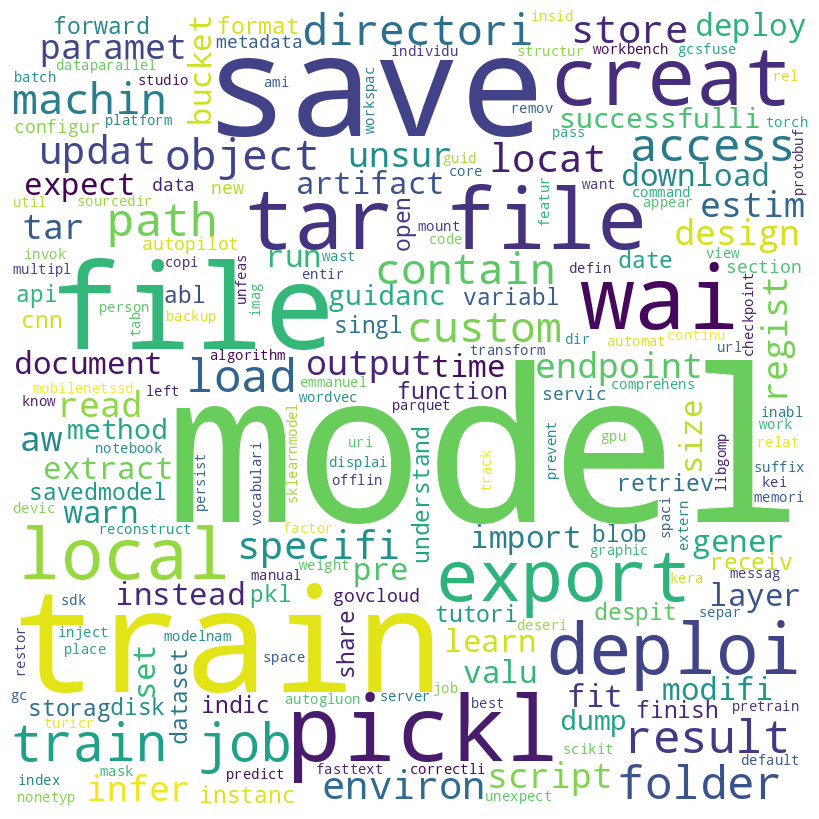 forward
format
insid
directori
store
deploy
paramet
metadata
individu
structur
workbench
gcsfuse
dataparallel
bucket
save
creat
batch
studio
ami
workspac
remov
rel
machin
configur
platform
successfulli
pass
torch
updat
object
unsur
locat
guid
core
access
protobuf
expect
data
new
artifact
open
featur
want
download
command
util
sourcedir
path
tar file
mount
code
appear
estim
tar
autopilot
design
invok
multipl
copi
unfeas
run
wast
entir
file
contain
defin
wai
date
view
section
api
person
abl
imag
guidanc
variabl
dir
checkpoint
continu
cnn
tab
backup
singl
custom
automat
url
regist
document
algorithm
load
output
time
transform
endpoint
mobilenetssd
left
emmanuel
function
servic
comprehens
know
read
wordvec
parquet
size
inabl
aw
method
notebook
persist
vocabulari
sklearnmodel
model
uri
displai
offlin
understand
track
prevent
gpu
work
relat
libgomp
extract
savedmodel
retriev
suffix
kei
memori
devic
warn
reconstruct
factor
specifi
import
blob
spaci
extern
gener
graphic
local
manual
weight
pre
export
kera
receiv
messag
sdk
instead
pkl
govcloud
tutori
despit
separ
layer
train
inject
place
modelnam
share
learn
deseri
deploi
restor
set
space
valu
gc
storag
disk
dataset
indic
autogluon
server
job
best
fit
modifi
turicr
pickl
dump
finish
pretrain
train job
scikit
result
index
mask
predict
fasttext
correctli
script
default
nonetyp
infer
instanc
environ
unexpect
folder